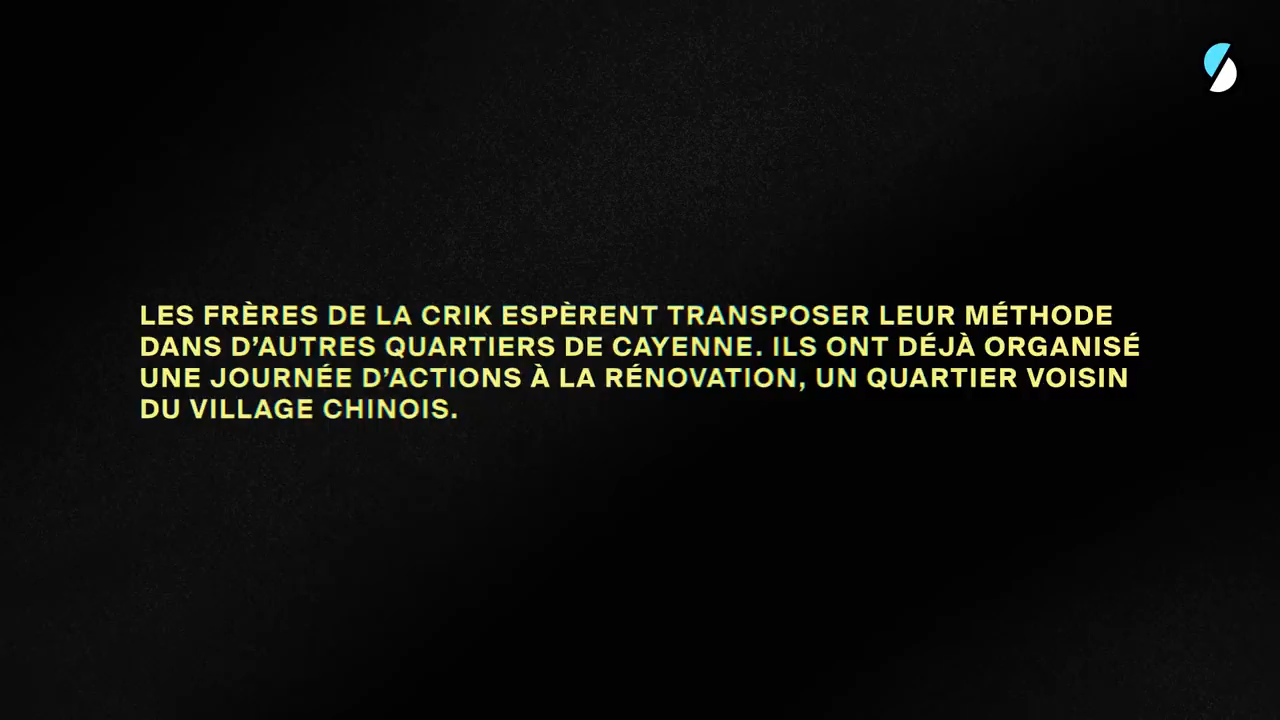 LES FRÈRES DE LA CRIK ESPÈRENT TRANSPOSER LEUR MÉTHODE
DANS D’AUTRES QUARTIERS DE CAYENNE. ILS ONT DÉJÀ ORGANISÉ
UNE JOURNÉE D’ACTIONS À LA RÉNOVATION, UN QUARTIER VOISIN
DU VILLAGE CHINOIS.